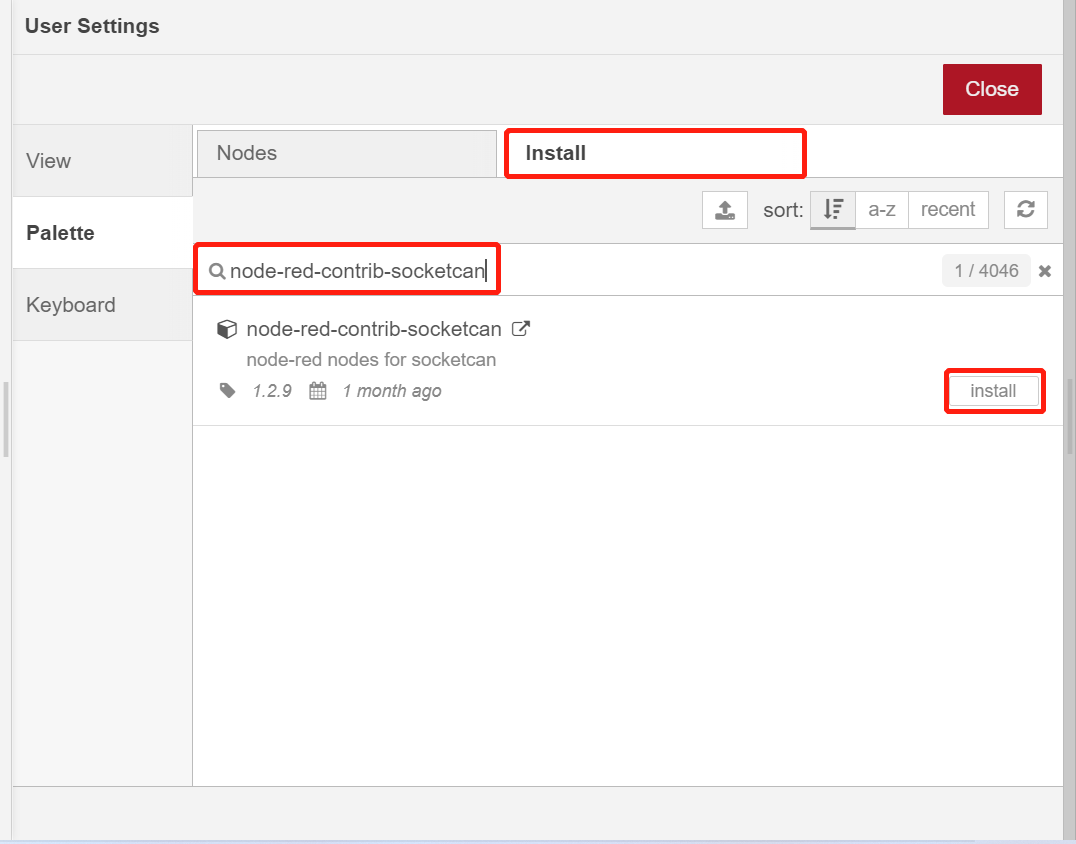 User Settings
Close
View
Palette
Keyboard
Nodes
Install
sort:
a-z
recent
node-red-contrib-socketcan
1 / 4046
node-red-contrib-socketcan
node-red nodes for socketcan
1.2.9 1 month ago
install